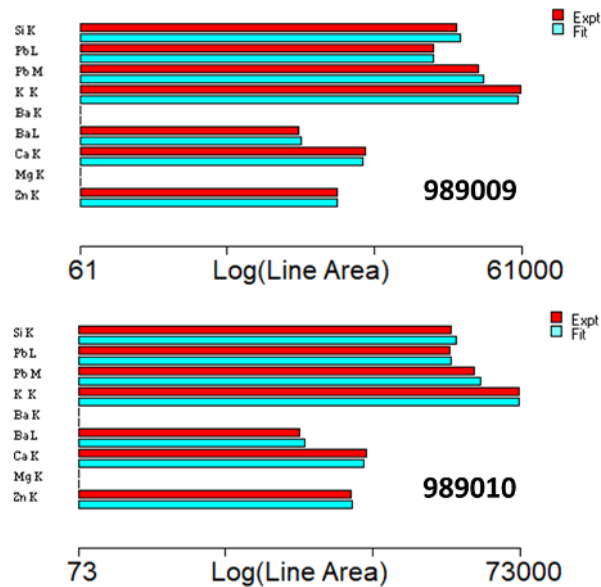 Expt
Fit
Si K
Pb L
Pb M
K K
Ba K
Ba L
Ca K
Mg K
Zn K
989009
61 Log(Line Area) 61000
Expt
Fit
Si K
Pb L
Pb M
K K
Ba K
Ba L
Ca K
Mg K
Zn K
989010
73 Log(Line Area) 73000